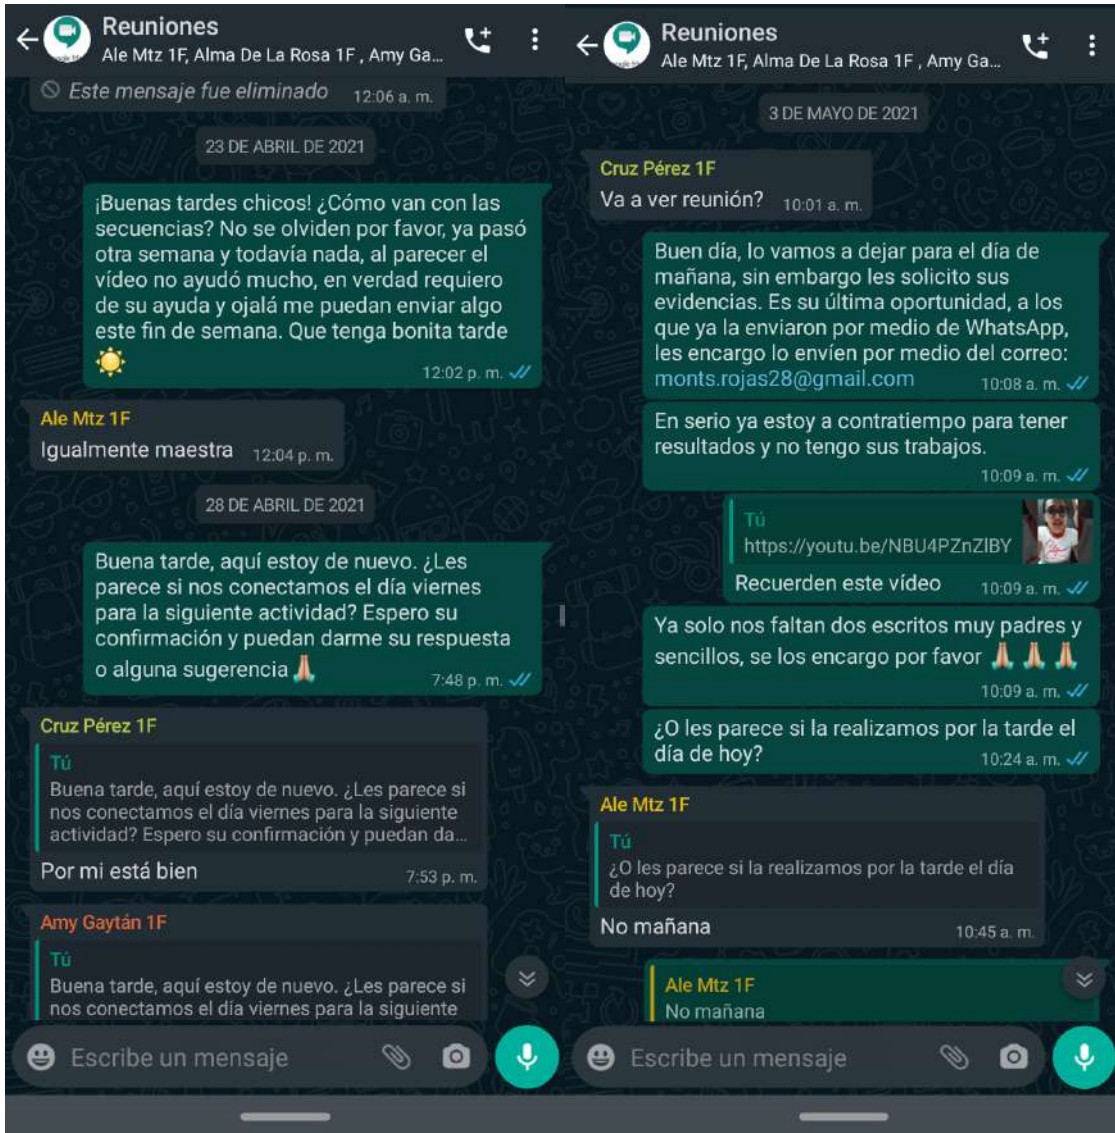 Reuniones
Ale Mtz 1F, Alma De La Rosa 1F , Amy Ga...
Este mensaje fue eliminado 12:06 a. m.
23 DE ABRIL DE 2021
¡Buenas tardes chicos! ¿Cómo van con las
secuencias? No se olviden por favor, ya pasó
otra semana y todavía nada, al parecer el
vídeo no ayudó mucho, en verdad requiero
de su ayuda y ojalá me puedan enviar algo
este fin de semana. Que tenga bonita tarde
☀️
12:02 p. m.
Ale Mtz 1F
Igualmente maestra 12:04 p. m.
28 DE ABRIL DE 2021
Buena tarde, aquí estoy de nuevo. ¿Les
parece si nos conectamos el día viernes
para la siguiente actividad? Espero su
confirmación y puedan darme su respuesta
o alguna sugerencia 🙏
7:48 p. m.
Cruz Pérez 1F
Tú
Buena tarde, aquí estoy de nuevo. ¿Les parece si
nos conectamos el día viernes para la siguiente
actividad? Espero su confirmación y puedan da...
Por mi está bien 7:53 p. m.
Amy Gaytán 1F
Tú
Buena tarde, aquí estoy de nuevo. ¿Les parece si
nos conectamos el día viernes para la siguiente
Escribe un mensaje
Reuniones
Ale Mtz 1F, Alma De La Rosa 1F , Amy Ga...
3 DE MAYO DE 2021
Cruz Pérez 1F
Va a ver reunión? 10:01 a. m.
Buen día, lo vamos a dejar para el día de
mañana, sin embargo les solicito sus
evidencias. Es su última oportunidad, a los
que ya la enviaron por medio de WhatsApp,
les encargo lo envíen por medio del correo:
monts.rojas28@gmail.com 10:08 a. m.
En serio ya estoy a contratiempo para tener
resultados y no tengo sus trabajos.
10:09 a. m.
Tú
https://youtu.be/NBU4PZnZlBY
Recuerden este vídeo 10:09 a. m.
Ya solo nos faltan dos escritos muy padres y
sencillos, se los encargo por favor 🙏🙏🙏
10:09 a. m.
¿O les parece si la realizamos por la tarde el
día de hoy? 10:24 a. m.
Ale Mtz 1F
Tú
¿O les parece si la realizamos por la tarde el día
de hoy?
No mañana 10:45 a. m.
Ale Mtz 1F
No mañana
Escribe un mensaje